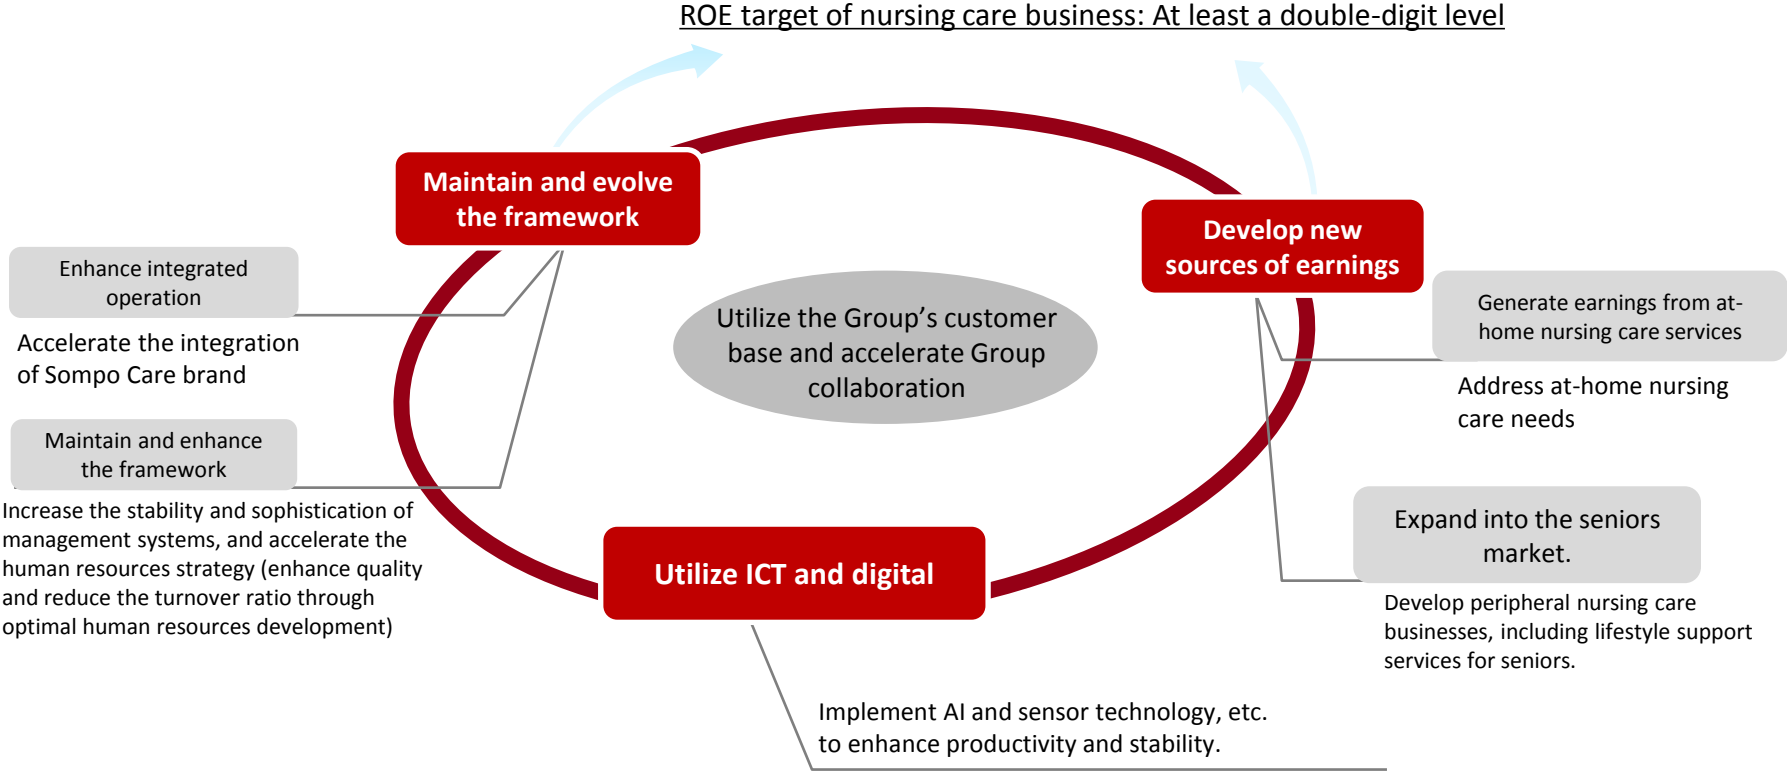 ROE target of nursing care business: At least a double-digit level
Maintain and evolve
the framework
Develop new
sources of earnings
Enhance integrated
operation
Accelerate the integration
of Sompo Care brand
Maintain and enhance
the framework
Increase the stability and sophistication of
management systems, and accelerate the
human resources strategy (enhance quality
and reduce the turnover ratio through
optimal human resources development)
Utilize the Group’s customer
base and accelerate Group
collaboration
Generate earnings from at-
home nursing care services
Address at-home nursing
care needs
Expand into the seniors
market.
Develop peripheral nursing care
businesses, including lifestyle support
services for seniors.
Utilize ICT and digital
Implement AI and sensor technology, etc.
to enhance productivity and stability.